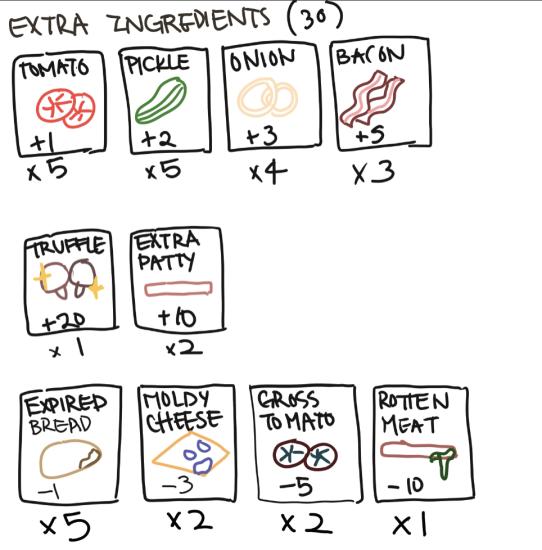 EXTRA INGREDIENTS (30)
TOMATO
+1
x5
PICKLE
+2
x5
ONION
+3
x4
BACON
+5
x3
TRUFFLE
+20
x1
EXTRA
PATTY
+10
x2
EXPIRED
BREAD
-1
x5
MOLDY
CHEESE
-3
x2
GROSS
TOMATO
-5
x2
ROTTEN
MEAT
-10
x1